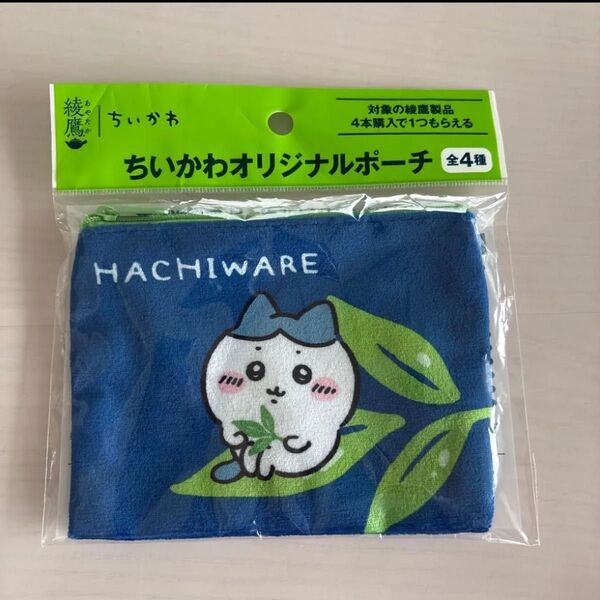 綾鷹
あやたか
ちいかわ
対象の綾鷹製品
4本購入で1つもらえる
ちいかわオリジナルポーチ 全4種
HACHIWARE